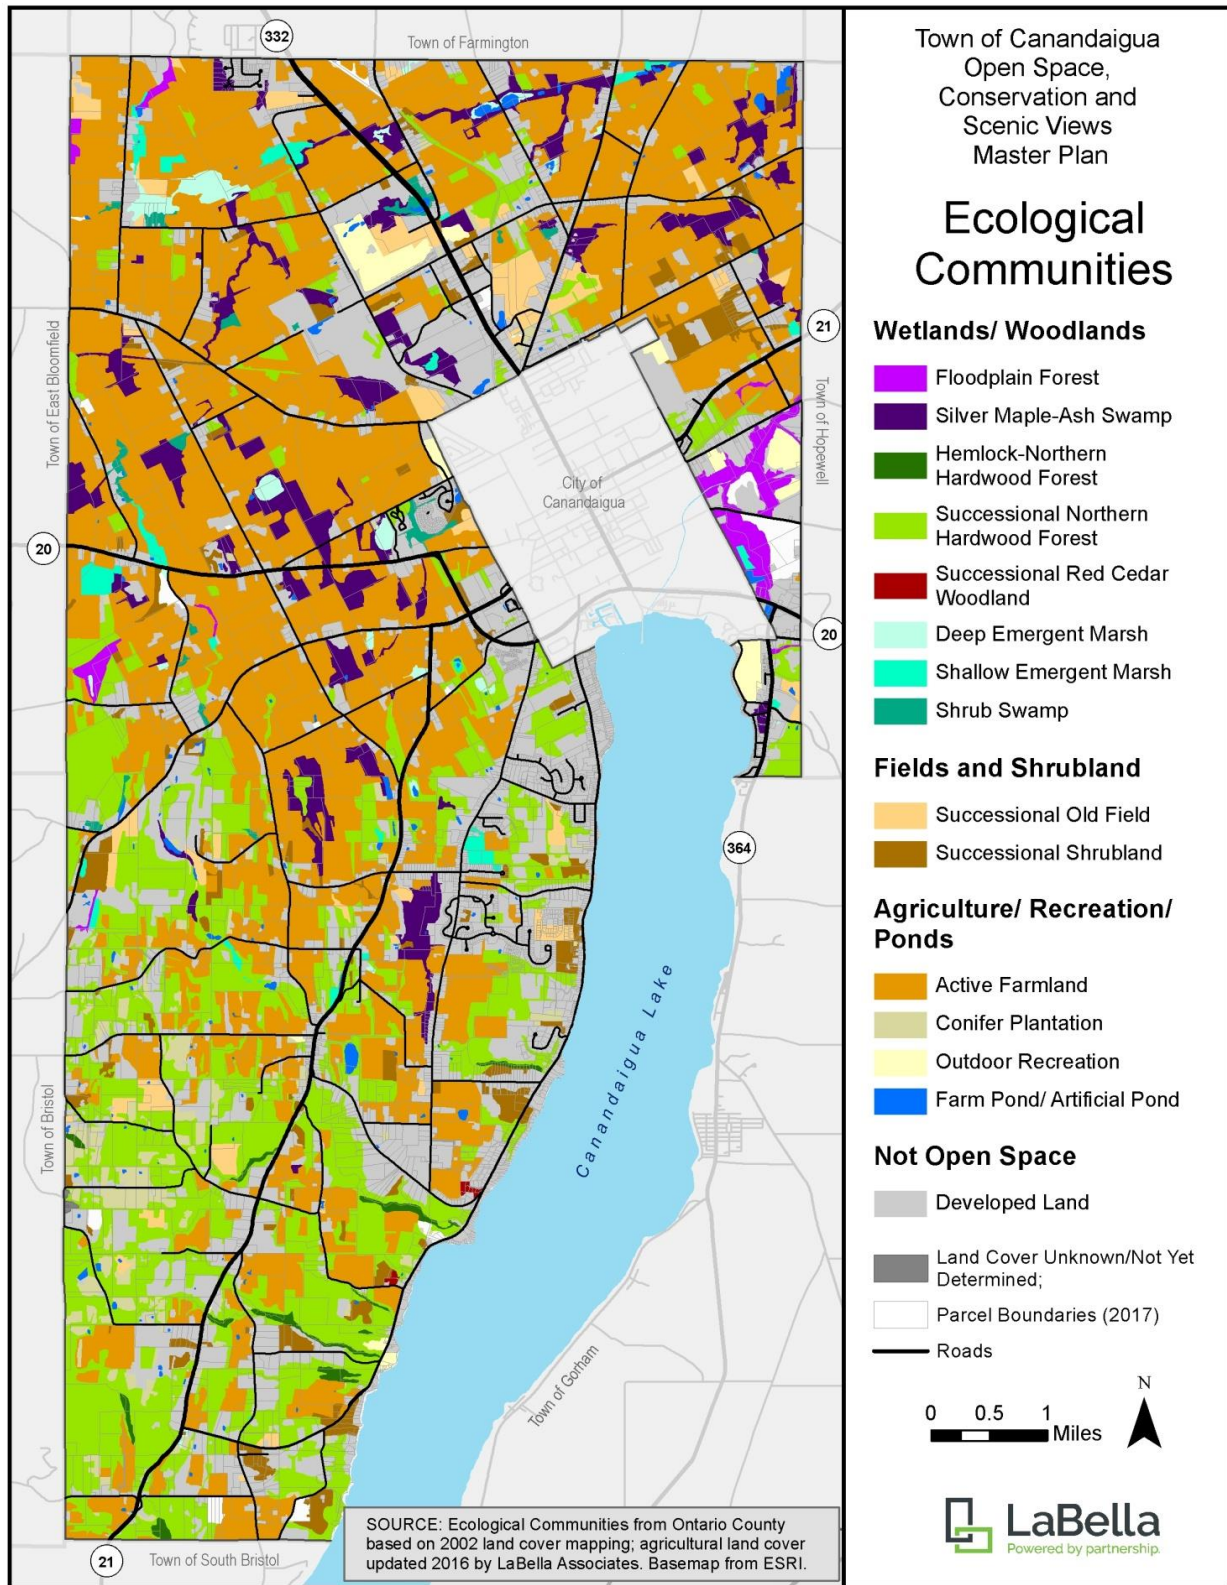 332
Town of Farmington
Town of East Bloomfield
21
Town of Hopewell
City of
Canandaigua
20
20
364
Canandaigua Lake
Town of Bristol
Town of Gorham
21
Town of South Bristol
SOURCE: Ecological Communities from Ontario County
based on 2002 land cover mapping; agricultural land cover
updated 2016 by LaBella Associates. Basemap from ESRI.
Town of Canandaigua
Open Space,
Conservation and
Scenic Views
Master Plan
Ecological
Communities
Wetlands/ Woodlands
Floodplain Forest
Silver Maple-Ash Swamp
Hemlock-Northern
Hardwood Forest
Successional Northern
Hardwood Forest
Successional Red Cedar
Woodland
Deep Emergent Marsh
Shallow Emergent Marsh
Shrub Swamp
Fields and Shrubland
Successional Old Field
Successional Shrubland
Agriculture/ Recreation/
Ponds
Active Farmland
Conifer Plantation
Outdoor Recreation
Farm Pond/ Artificial Pond
Not Open Space
Developed Land
Land Cover Unknown/Not Yet
Determined;
Parcel Boundaries (2017)
Roads
N
0 0.5 1
Miles
LaBella
Powered by partnership.